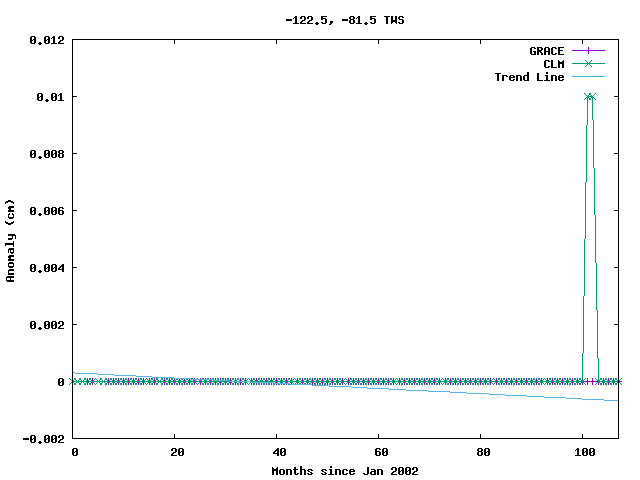 -122.5, -81.5 TWS
GRACE
CLM
Trend Line
0.012
0.01
0.008
0.006
0.004
0.002
0
-0.002
Anomaly (cm)
0 20 40 60 80 100
Months since Jan 2002